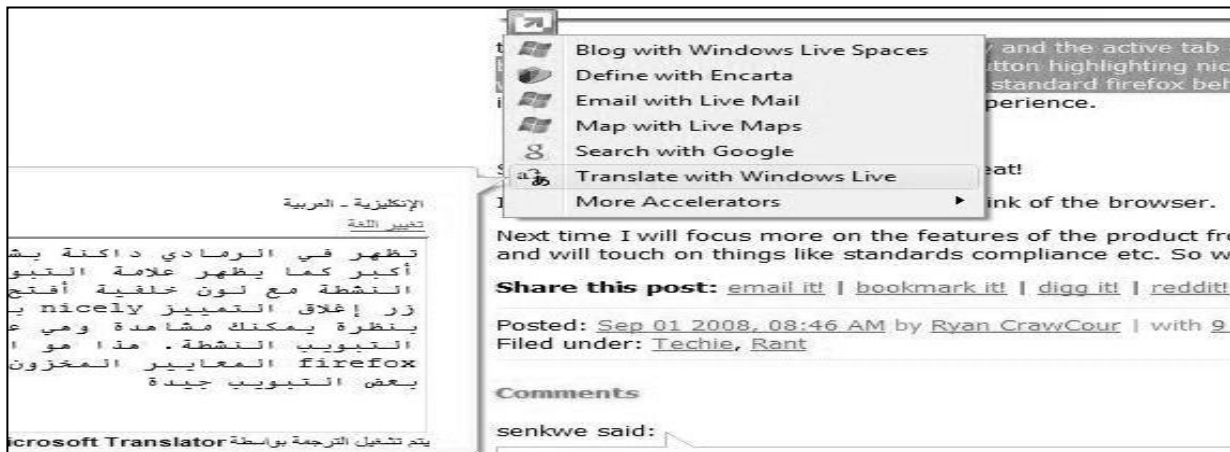 Blog with Windows Live Spaces
Define with Encarta
Email with Live Mail
Map with Live Maps
Search with Google
Translate with Windows Live
More Accelerators
and the active tab
highlighting
standard firefox
eat!
ink of the browser.
Next time I will focus more on the features of the product
and will touch on things like standards compliance etc. So
Share this post: email it! | bookmark it! | digg it! | reddit!
Posted: Sep 01 2008, 08:46 AM by Ryan CrawCour | with 9
Filed under: Techie, Rant
Comments
senkwe said:
الإنكليزية - العربية
تغيير اللغة
تظهر في الرمادي داكنة
أكبر كما يظهر علامة
النشطة مع لون خلفية أفتح
زر إغلاق التمييز nicely
بنظرة يمكنك مشاهدة وهي
التبويب النشطة. هذا هو
firefox المعايير المخزون
بعض التبويب جيدة
يتم تشغيل الترجمة بواسطة icrosoft Translator